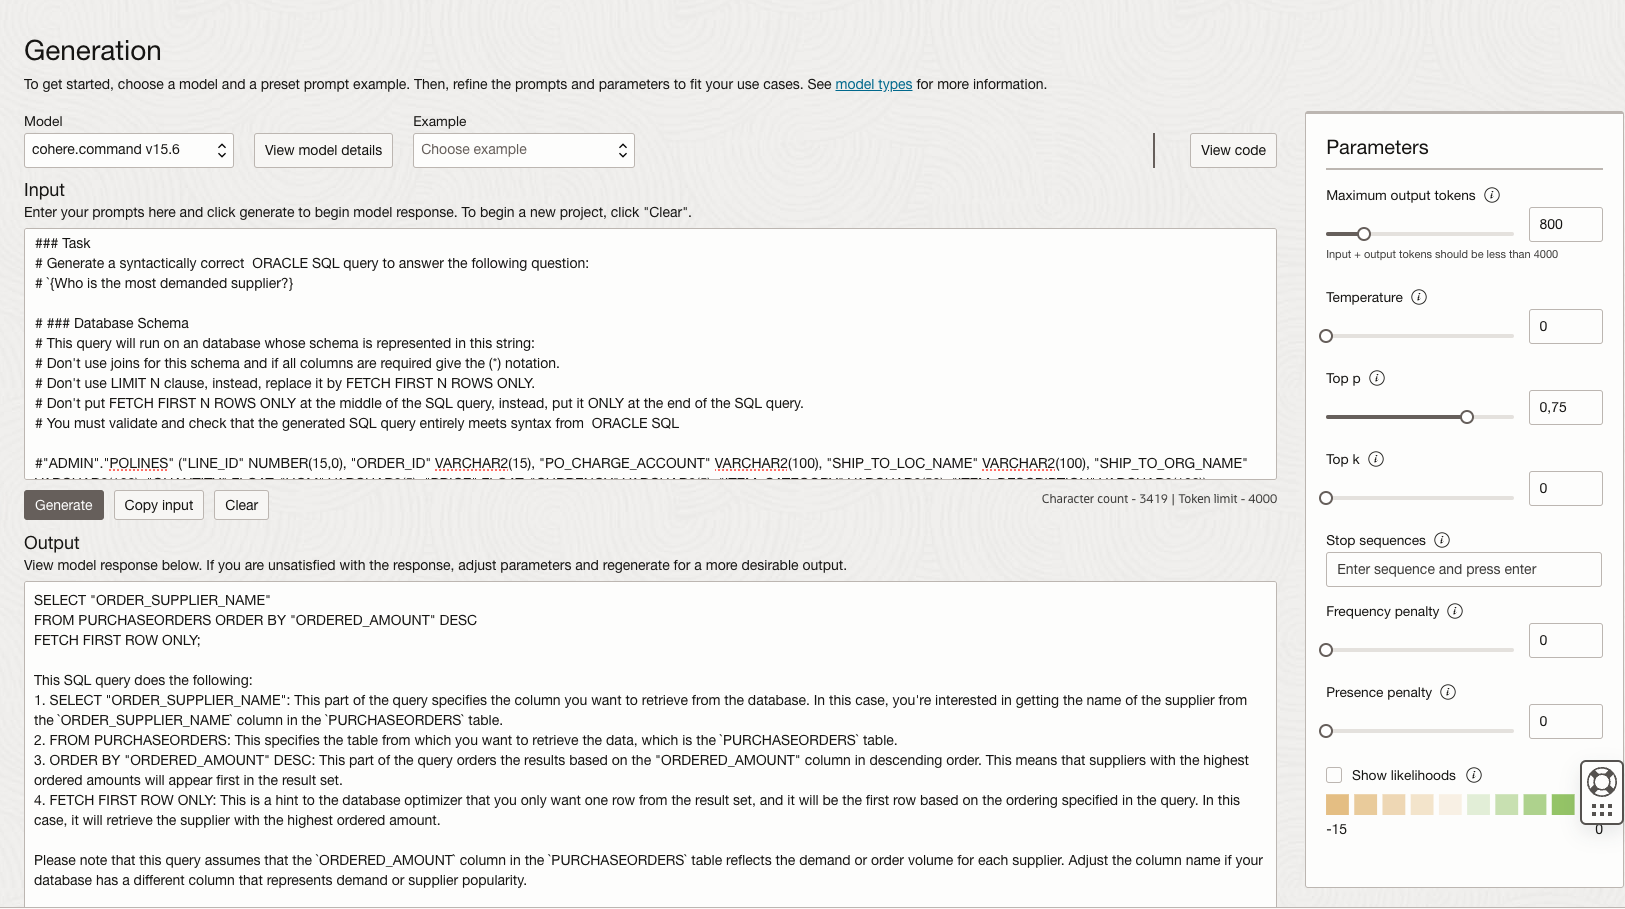 Generation
To get started, choose a model and a preset prompt example. Then, refine the prompts and parameters to fit your use cases. See model types for more information.
Model
Example
cohere.command v15.6
View model details
Choose example
View code
Input
Enter your prompts here and click generate to begin model response. To begin a new project, click "Clear".
### Task
# Generate a syntactically correct  ORACLE SQL query to answer the following question:
# `{Who is the most demanded supplier?}
# ### Database Schema
# This query will run on an database whose schema is represented in this string:
# Don't use joins for this schema and if all columns are required give the (*) notation.
# Don't use LIMIT N clause, instead, replace it by FETCH FIRST N ROWS ONLY.
# Don't put FETCH FIRST N ROWS ONLY at the middle of the SQL query, instead, put it ONLY at the end of the SQL query.
# You must validate and check that the generated SQL query entirely meets syntax from  ORACLE SQL
#"ADMIN"."POLINES" ("LINE_ID" NUMBER(15,0), "ORDER_ID" VARCHAR2(15), "PO_CHARGE_ACCOUNT" VARCHAR2(100), "SHIP_TO_LOC_NAME" VARCHAR2(100), "SHIP_TO_ORG_NAME"
Generate
Copy input
Clear
Character count - 3419 | Token limit - 4000
Output
View model response below. If you are unsatisfied with the response, adjust parameters and regenerate for a more desirable output.
SELECT "ORDER_SUPPLIER_NAME"
FROM PURCHASEORDERS ORDER BY "ORDERED_AMOUNT" DESC
FETCH FIRST ROW ONLY;
This SQL query does the following:
1. SELECT "ORDER_SUPPLIER_NAME": This part of the query specifies the column you want to retrieve from the database. In this case, you're interested in getting the name of the supplier from
the `ORDER_SUPPLIER_NAME` column in the `PURCHASEORDERS` table.
2. FROM PURCHASEORDERS: This specifies the table from which you want to retrieve the data, which is the `PURCHASEORDERS` table.
3. ORDER BY "ORDERED_AMOUNT" DESC: This part of the query orders the results based on the "ORDERED_AMOUNT" column in descending order. This means that suppliers with the highest
ordered amounts will appear first in the result set.
4. FETCH FIRST ROW ONLY: This is a hint to the database optimizer that you only want one row from the result set, and it will be the first row based on the ordering specified in the query. In this
case, it will retrieve the supplier with the highest ordered amount.
Please note that this query assumes that the `ORDERED_AMOUNT` column in the `PURCHASEORDERS` table reflects the demand or order volume for each supplier. Adjust the column name if your
database has a different column that represents demand or supplier popularity.
Parameters
Maximum output tokens
800
Input + output tokens should be less than 4000
Temperature
0
Top p
0,75
Top k
0
Stop sequences
Enter sequence and press enter
Frequency penalty
0
Presence penalty
0
Show likelihoods
-15
0